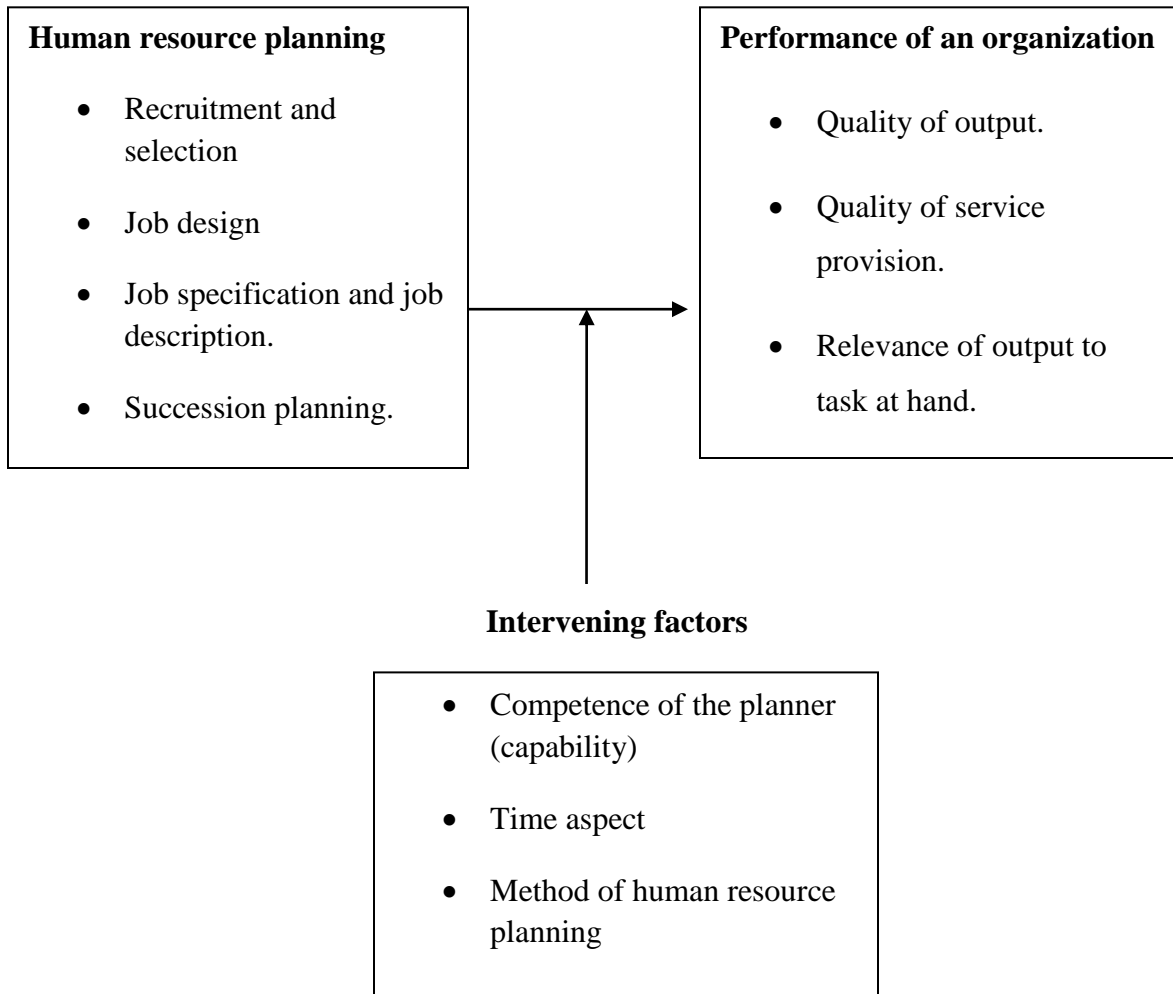 Human resource planning
• Recruitment and
selection
• Job design
• Job specification and job
description.
• Succession planning.
Performance of an organization
• Quality of output.
• Quality of service
provision.
• Relevance of output to
task at hand.
Intervening factors
• Competence of the planner
(capability)
• Time aspect
• Method of human resource
planning